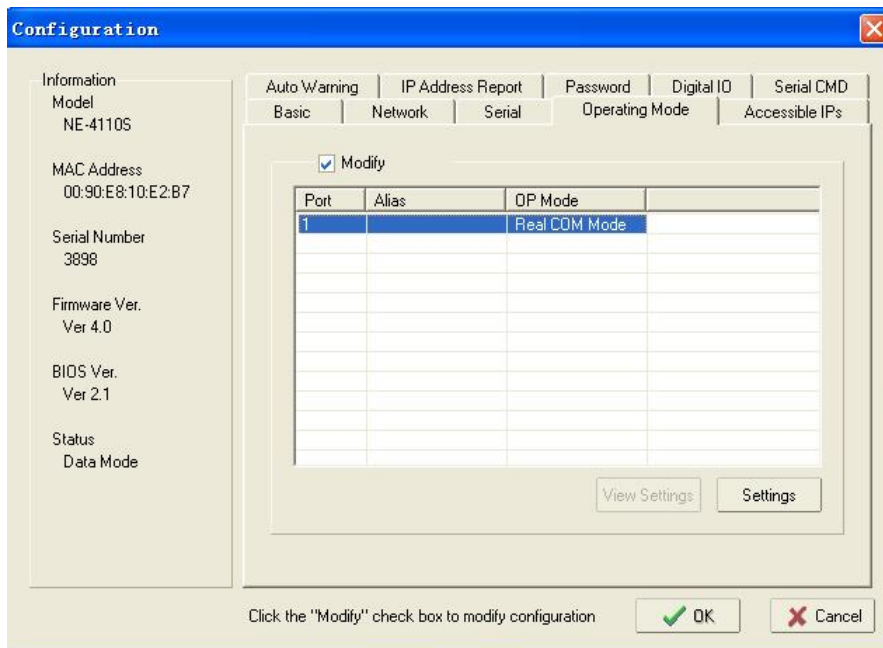 Configuration
Information
Model
NE-4110S
MAC Address
00:90:E8:10:E2:B7
Serial Number
3898
Firmware Ver.
Ver 4.0
BIOS Ver.
Ver 2.1
Status
Data Mode
Auto Warning IP Address Report Password Digital IO Serial CMD
Basic Network Serial Operating Mode Accessible IPs
Modify
Port Alias OP Mode
1 Real COM Mode
View Settings Settings
Click the "Modify" check box to modify configuration OK Cancel